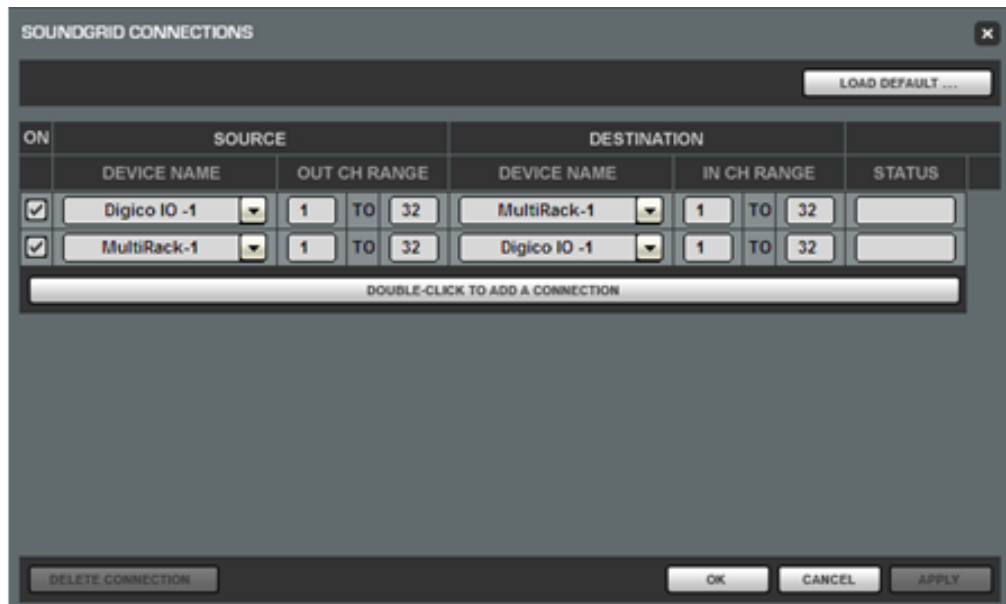 SOUNDGRID CONNECTIONS
LOAD DEFAULT ...
ON SOURCE DESTINATION
DEVICE NAME OUT CH RANGE DEVICE NAME IN CH RANGE STATUS
Digico IO -1 1 TO 32 MultiRack-1 1 TO 32
MultiRack-1 1 TO 32 Digico IO -1 1 TO 32
DOUBLE-CLICK TO ADD A CONNECTION
DELETE CONNECTION OK CANCEL APPLY